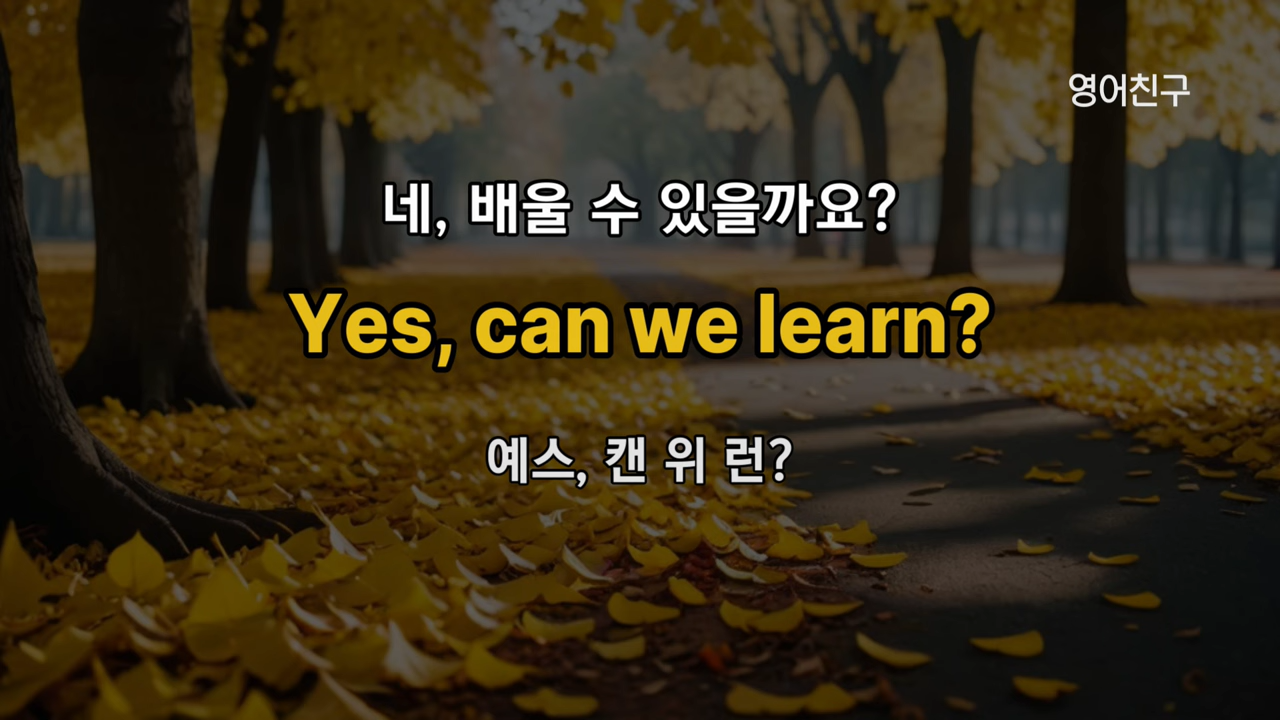 영어친구
네, 배울 수 있을까요?
Yes, can we learn?
예스, 캔 위 런?